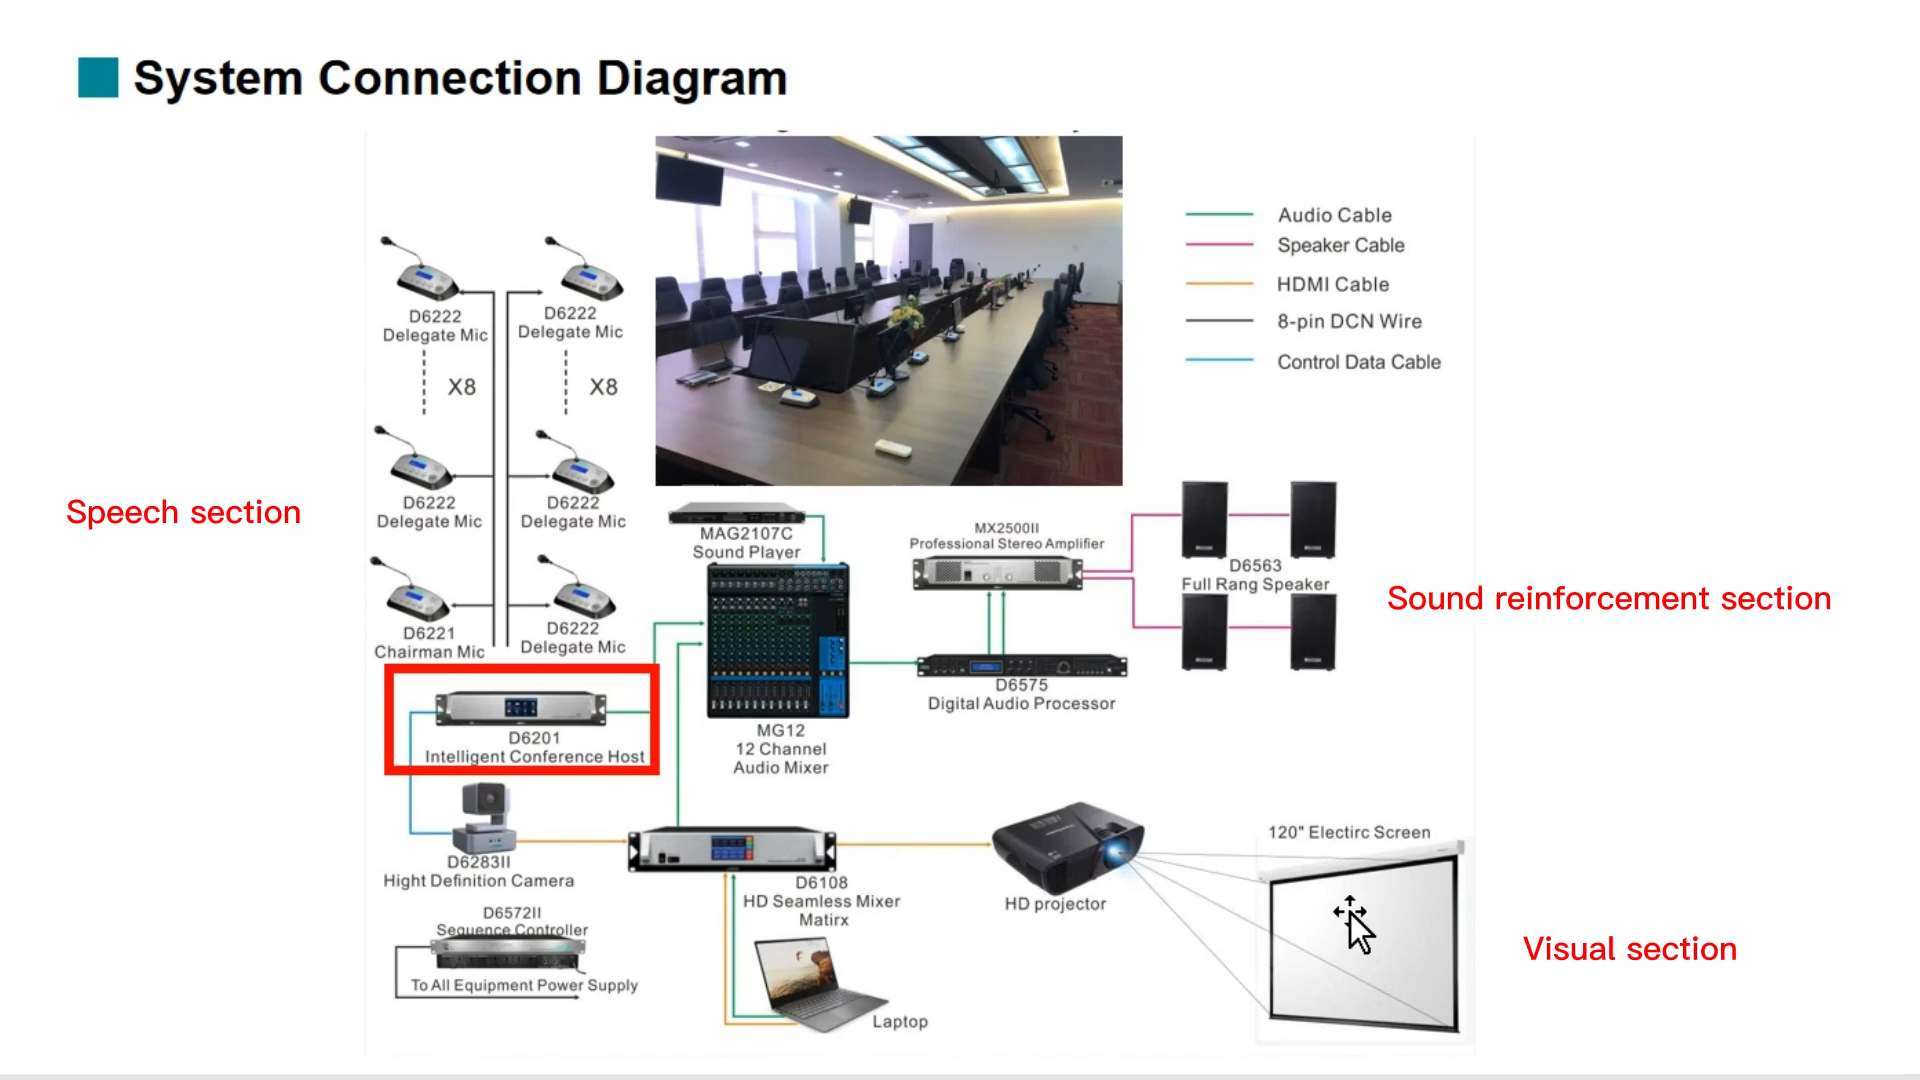 System Connection Diagram
Audio Cable
Speaker Cable
HDMI Cable
8-pin DCN Wire
Control Data Cable
D6222
Delegate Mic
D6222
Delegate Mic
X8
X8
D6222
Delegate Mic
D6222
Delegate Mic
Speech section
D6221
Chairman Mic
D6222
Delegate Mic
MAG2107C
Sound Player
MX2500II
Professional Stereo Amplifier
D6563
Full Rang Speaker
Sound reinforcement section
D6575
Digital Audio Processor
D6201
Intelligent Conference Host
MG12
12 Channel
Audio Mixer
D6283II
Hight Definition Camera
D6108
HD Seamless Mixer
Matirx
HD projector
120" Electirc Screen
D6572II
Sequence Controller
To All Equipment Power Supply
Laptop
Visual section